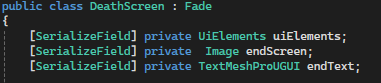 public class DeathScreen : Fade
{
[SerializeField] private UiElements uiElements;
[SerializeField] private  Image endScreen;
[SerializeField] private TextMeshProUGUI endText;